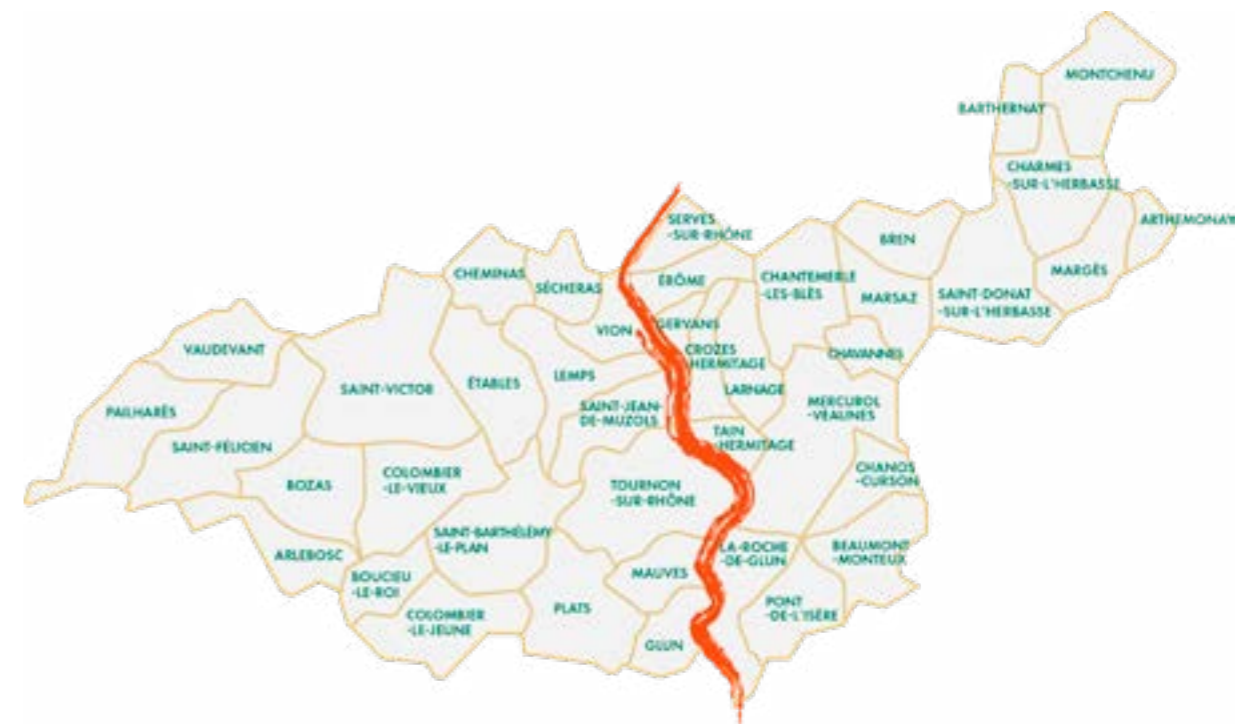 MONTCHENU
BARTHERNAY
CHARMES
-SUR-L'HERBASSE
ARTHEMONAY
SERVES
-SUR-RHÔNE
BREN
MARGÈS
CHEMINAS
SÉCHERAS
ÉRÔME
CHANTEMERLE
-LES-BLÈS
MARSAZ
SAINT-DONAT
-SUR-L'HERBASSE
VION
GERVANS
VAUDEVANT
CROZES
HERMITAGE
CHAVANNES
SAINT-VICTOR
ÉTABLES
LEMPS
LARNAGE
PAILHARÈS
SAINT-JEAN-
DE-MUZOLS
MERCUROL
-VEAUNES
SAINT-FÉLICIEN
TAIN
-HERMITAGE
BOZAS
COLOMBIER
-LE-VIEUX
TOURNON
-SUR-RHÔNE
CHANOS
-CURSON
ARLEBOSC
SAINT-BARTHÉLÉMY
-LE-PLAN
LA-ROCHE
-DE-GLUN
BEAUMONT
-MONTEUX
BOUCIEU
-LE-ROI
MAUVES
COLOMBIER
-LE-JEUNE
PLATS
PONT
-DE-L'ISÈRE
GLUN